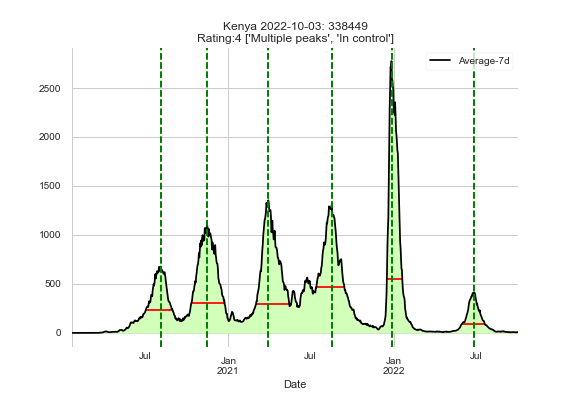 Kenya 2022-10-03: 338449
Rating:4 ['Multiple peaks', 'In control']
Average-7d
2500
2000
1500
1000
500
0
Jul
Jan
2021
Jul
Jan
2022
Jul
Date